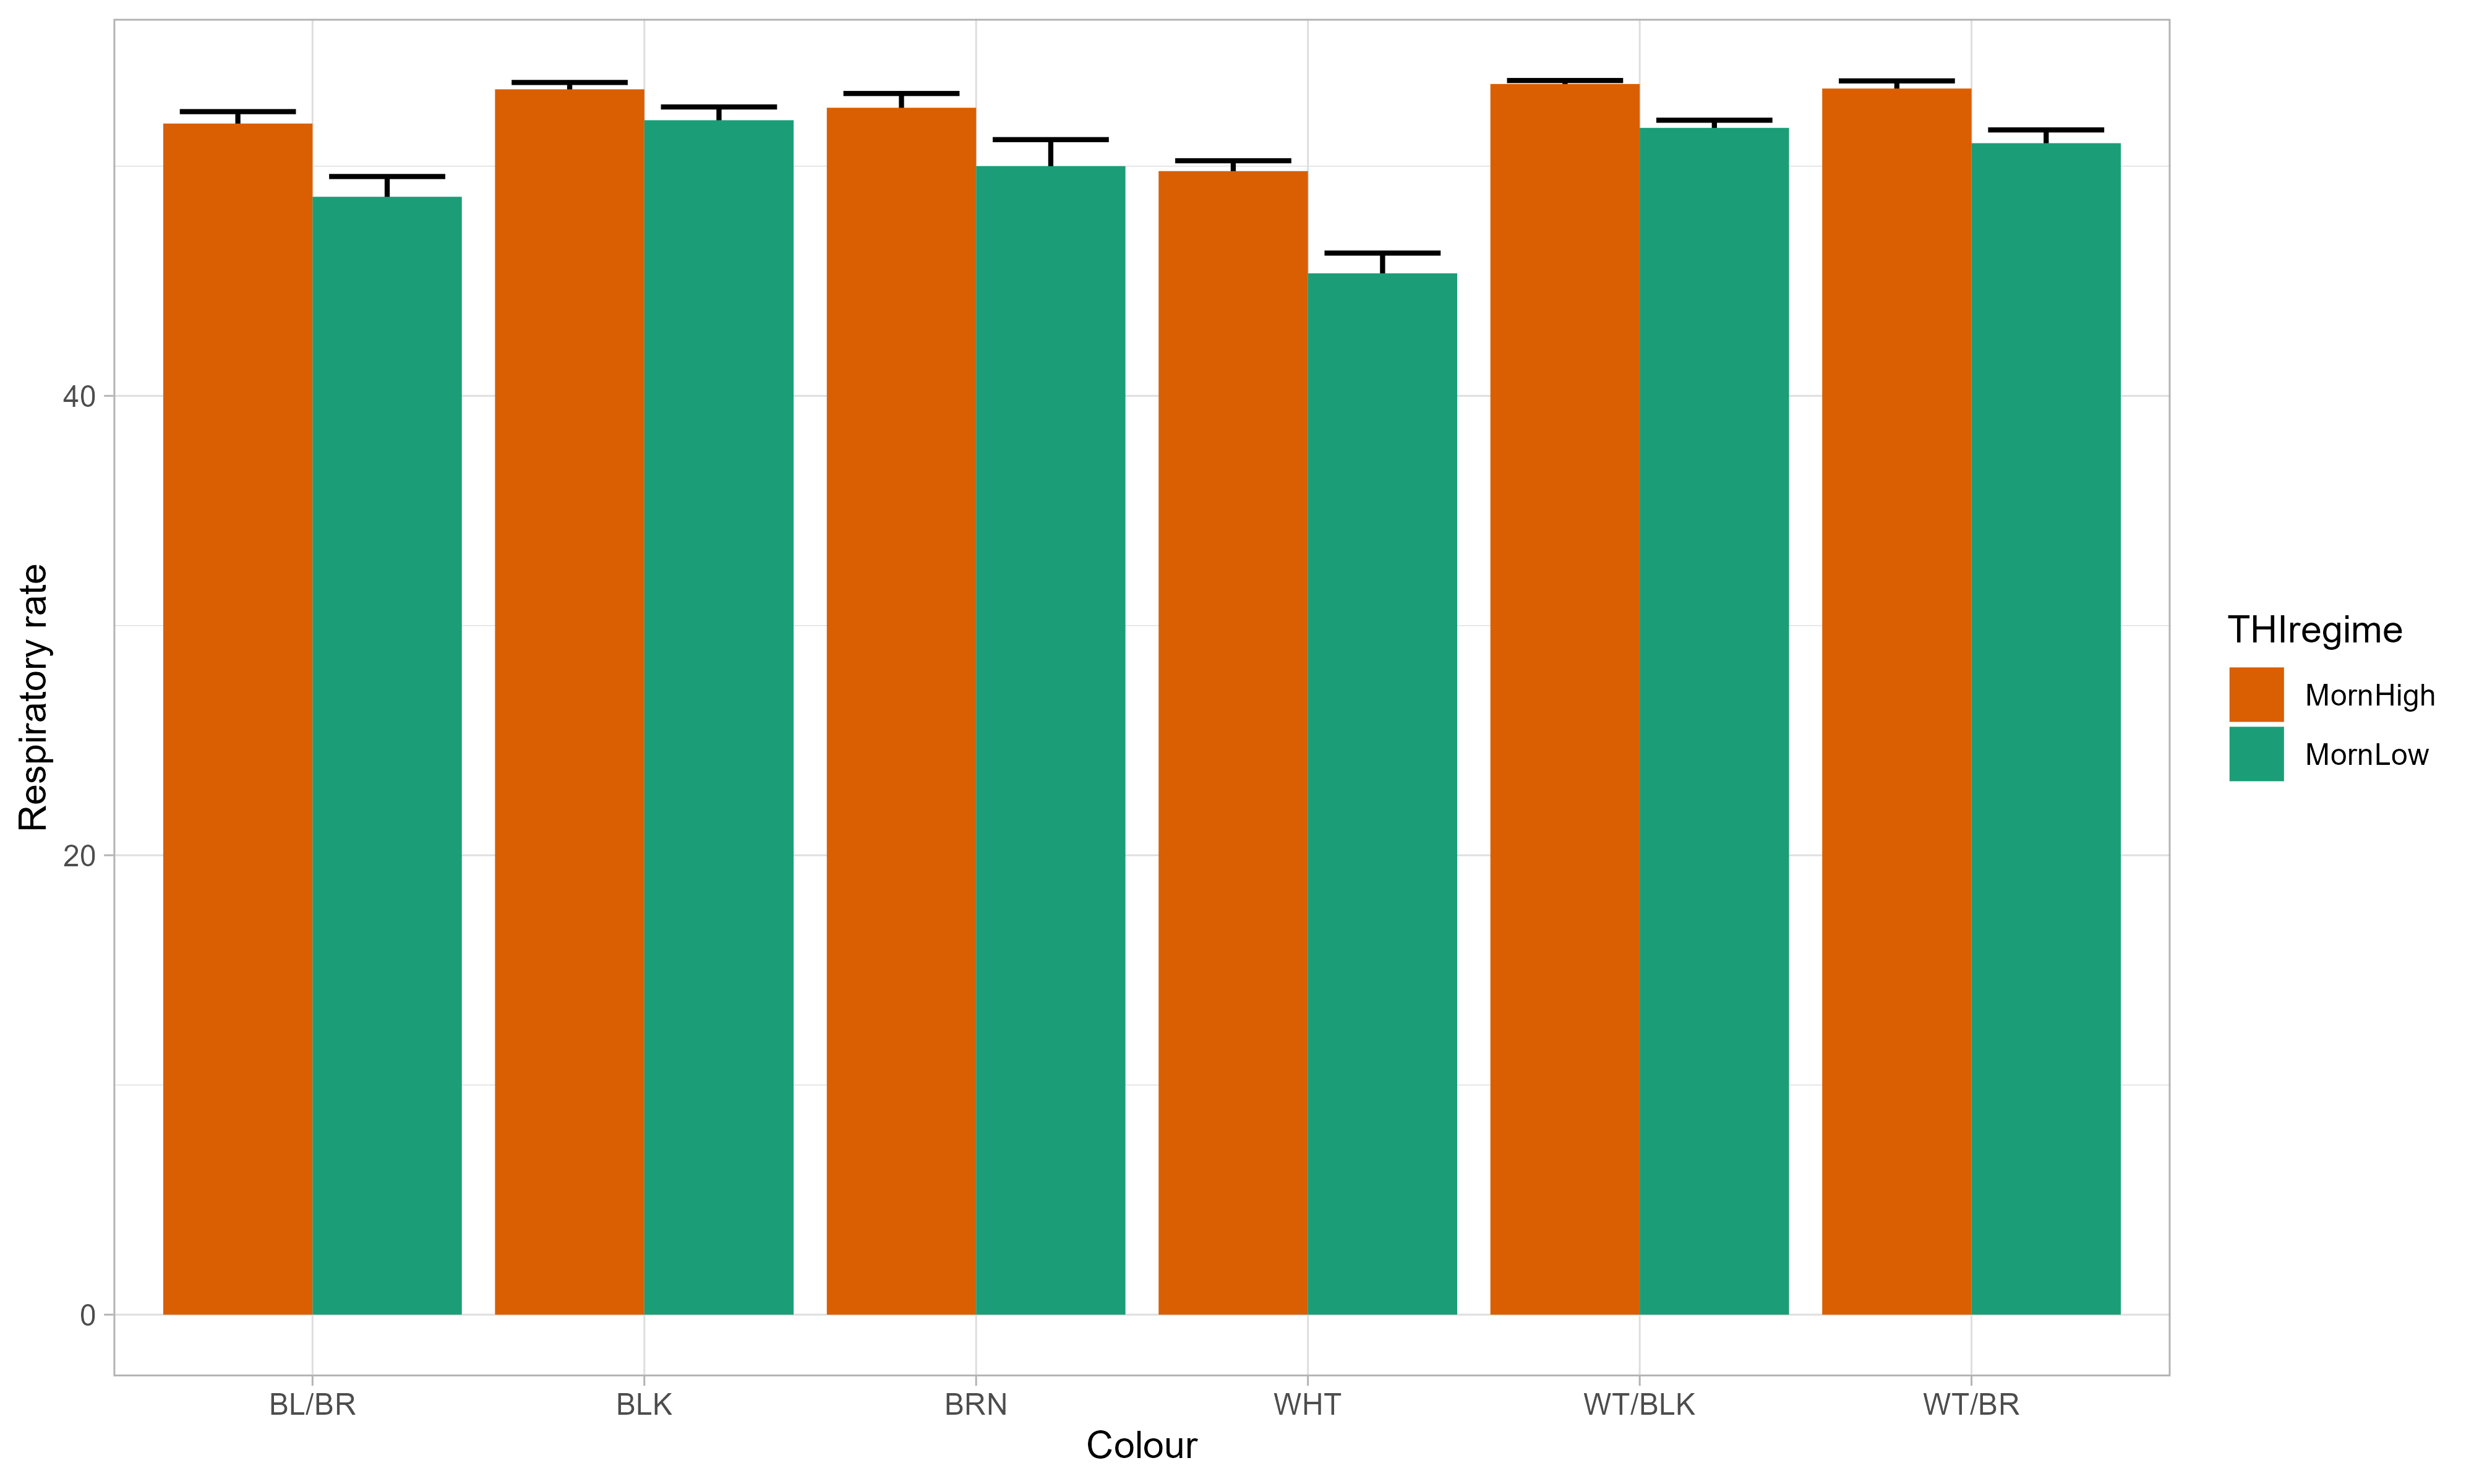 Respiratory rate
40
20
0
BL/BR
BLK
BRN
WHT
WT/BLK
WT/BR
Colour
THIregime
MornHigh
MornLow